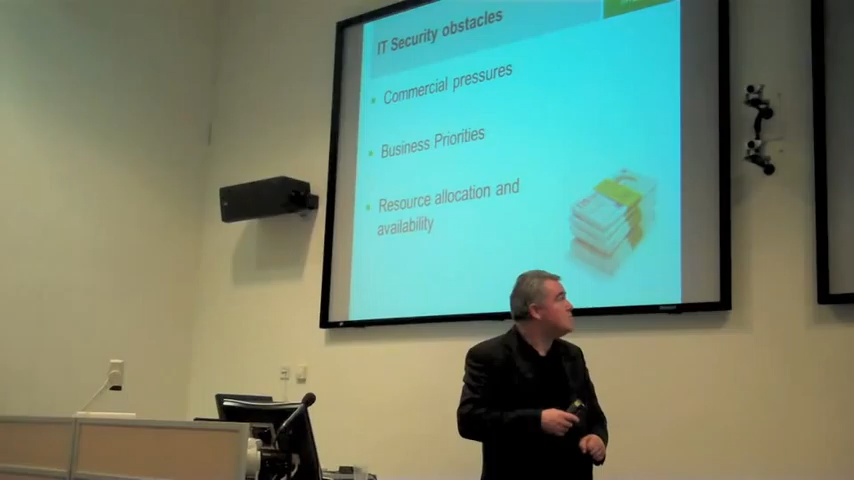 IT Security obstacles
Commercial pressures
Business Priorities
Resource allocation and
availability